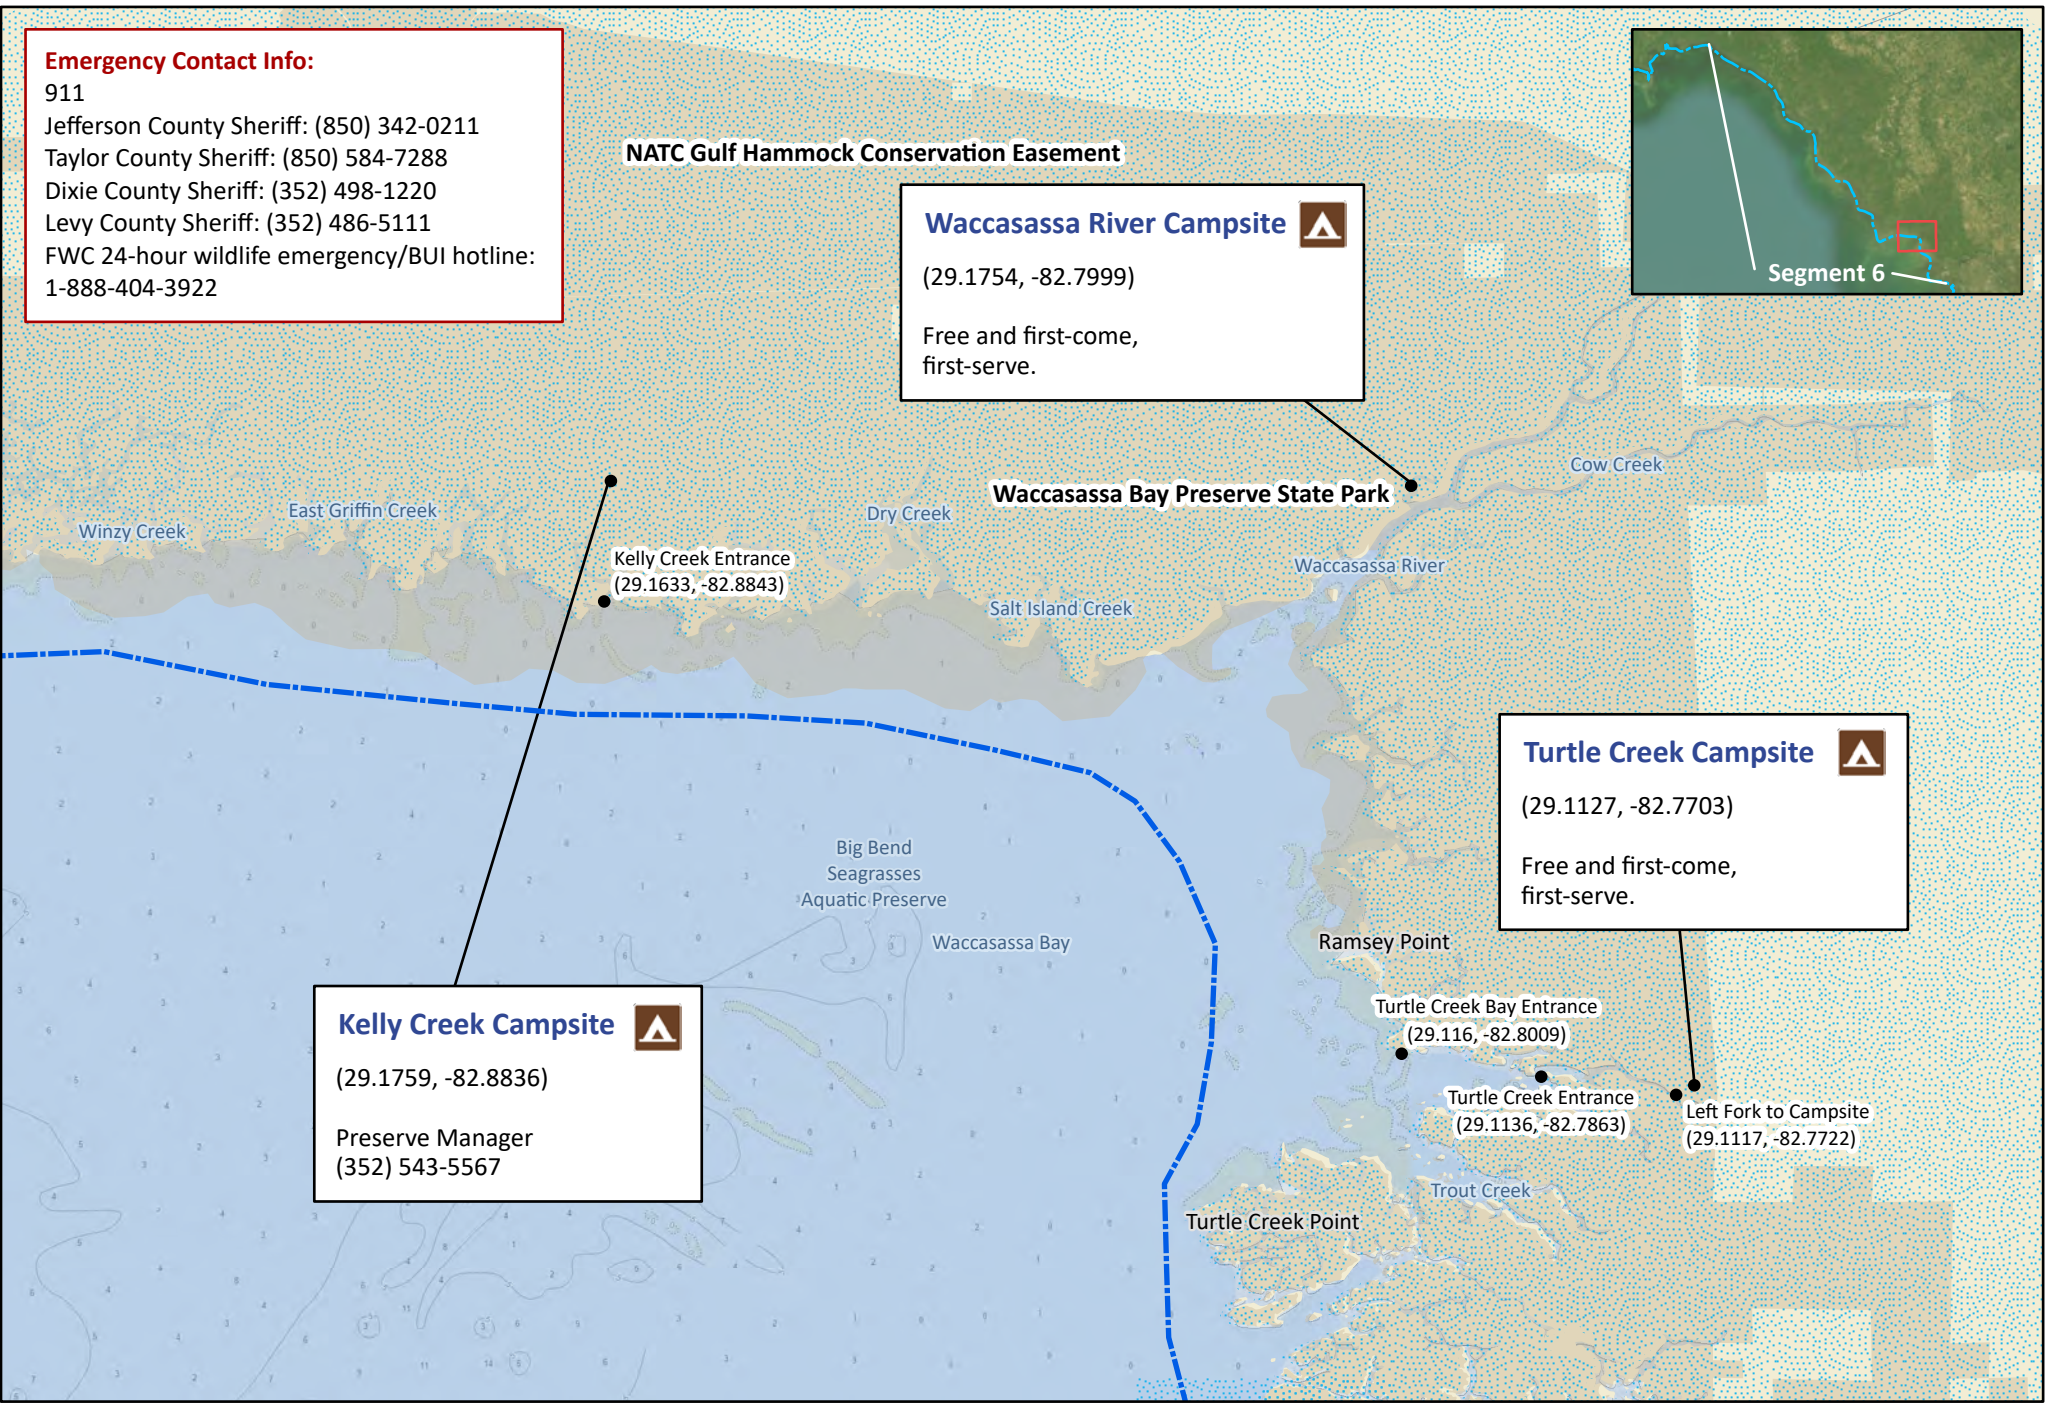 Emergency Contact Info:
911
Jefferson County Sheriff: (850) 342-0211
Taylor County Sheriff: (850) 584-7288
Dixie County Sheriff: (352) 498-1220
Levy County Sheriff: (352) 486-5111
FWC 24-hour wildlife emergency/BUI hotline:
1-888-404-3922
NATC Gulf Hammock Conservation Easement
Waccasassa River Campsite
(29.1754, -82.7999)
Free and first-come,
first-serve.
Segment 6
Cow Creek
Waccasassa Bay Preserve State Park
East Griffin Creek
Winzy Creek
Dry Creek
Kelly Creek Entrance
(29.1633, -82.8843)
Waccasassa River
Salt Island Creek
Turtle Creek Campsite
(29.1127, -82.7703)
Free and first-come,
first-serve.
Big Bend
Seagrasses
Aquatic Preserve
Waccasassa Bay
Ramsey Point
Turtle Creek Bay Entrance
(29.116, -82.8009)
Kelly Creek Campsite
(29.1759, -82.8836)
Preserve Manager
(352) 543-5567
Turtle Creek Entrance
(29.1136, -82.7863)
Left Fork to Campsite
(29.1117, -82.7722)
Trout Creek
Turtle Creek Point